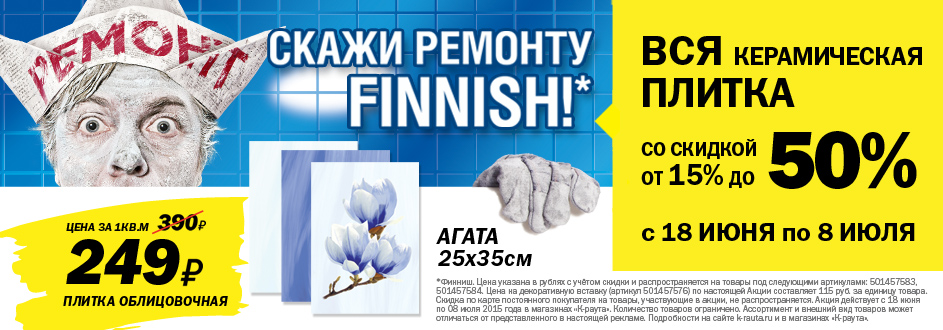 РЕМОНТ
СКАЖИ РЕМОНТУ
FINNISH!*
ВСЯ КЕРАМИЧЕСКАЯ
ПЛИТКА
СО СКИДКОЙ
ОТ 15% ДО 50%
с 18 ИЮНЯ по 8 ИЮЛЯ
ЦЕНА ЗА 1КВ.М 390₽
249₽
ПЛИТКА ОБЛИЦОВОЧНАЯ
АГАТА
25х35см
*Финниш. Цена указана в рублях с учётом скидки и распространяется на товары под следующими артикулами: 501457583,
501457584. Цена на декоративную вставку (артикул 501457576) по настоящей Акции составляет 115 руб. за единицу товара.
Скидка по карте постоянного покупателя на товары, участвующие в акции, не распространяется. Акция действует с 18 июня
по 08 июля 2015 года в магазинах «К-раута». Количество товаров ограничено. Ассортимент и внешний вид товаров может
отличаться от представленного в настоящей рекламе. Подробности на сайте k-rauta.ru и в магазинах «К-раута».